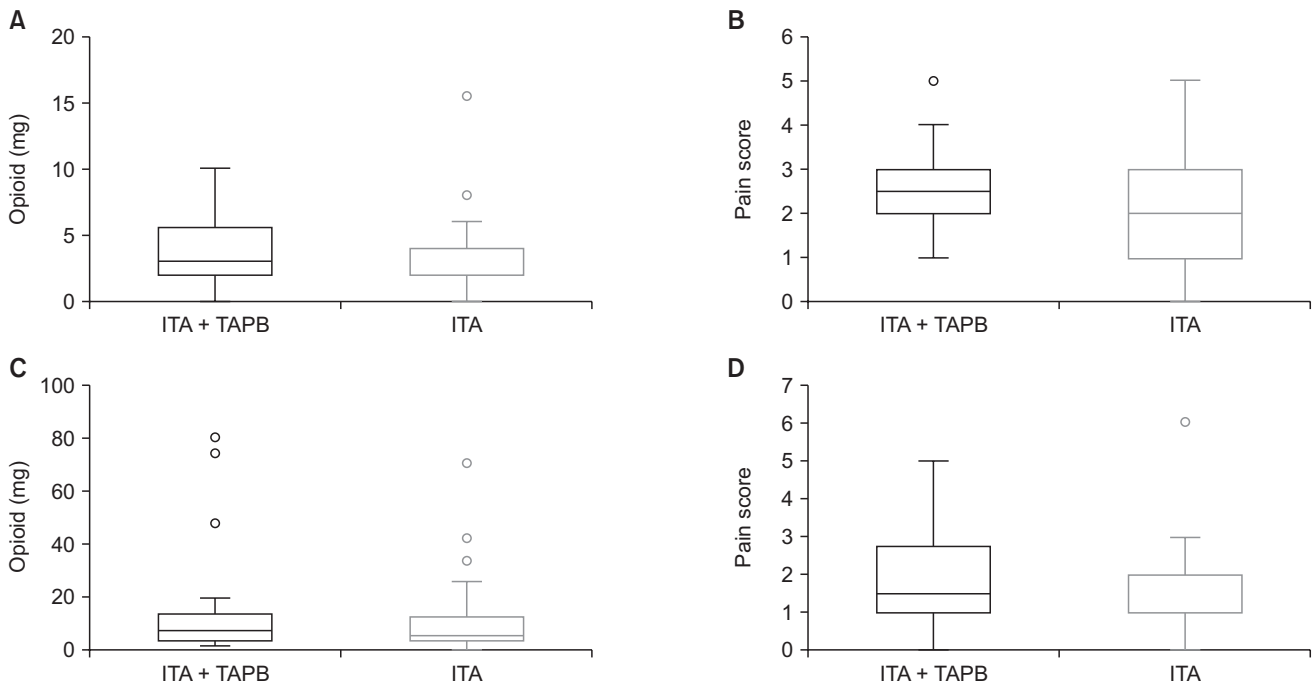 A
20
15
10
5
0
Opioid (mg)
ITA + TAPB
ITA
B
6
5
4
3
2
1
0
Pain score
ITA + TAPB
ITA
C
100
80
60
40
20
0
Opioid (mg)
ITA + TAPB
ITA
D
7
6
5
4
3
2
1
0
Pain score
ITA + TAPB
ITA